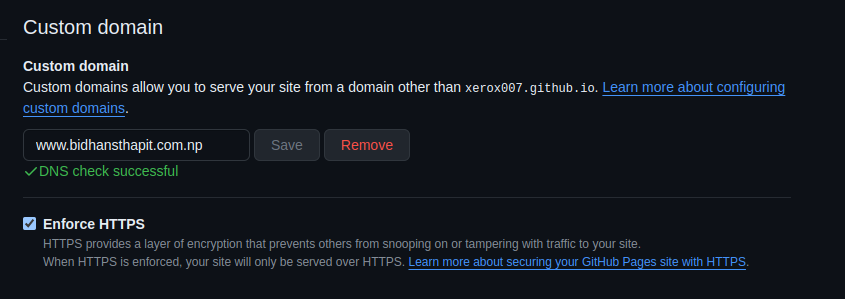 Custom domain
Custom domain
Custom domains allow you to serve your site from a domain other than xerox007.github.io. Learn more about configuring
custom domains.
www.bidhansthapit.com.np Save Remove
DNS check successful
Enforce HTTPS
HTTPS provides a layer of encryption that prevents others from snooping on or tampering with traffic to your site.
When HTTPS is enforced, your site will only be served over HTTPS. Learn more about securing your GitHub Pages site with HTTPS.